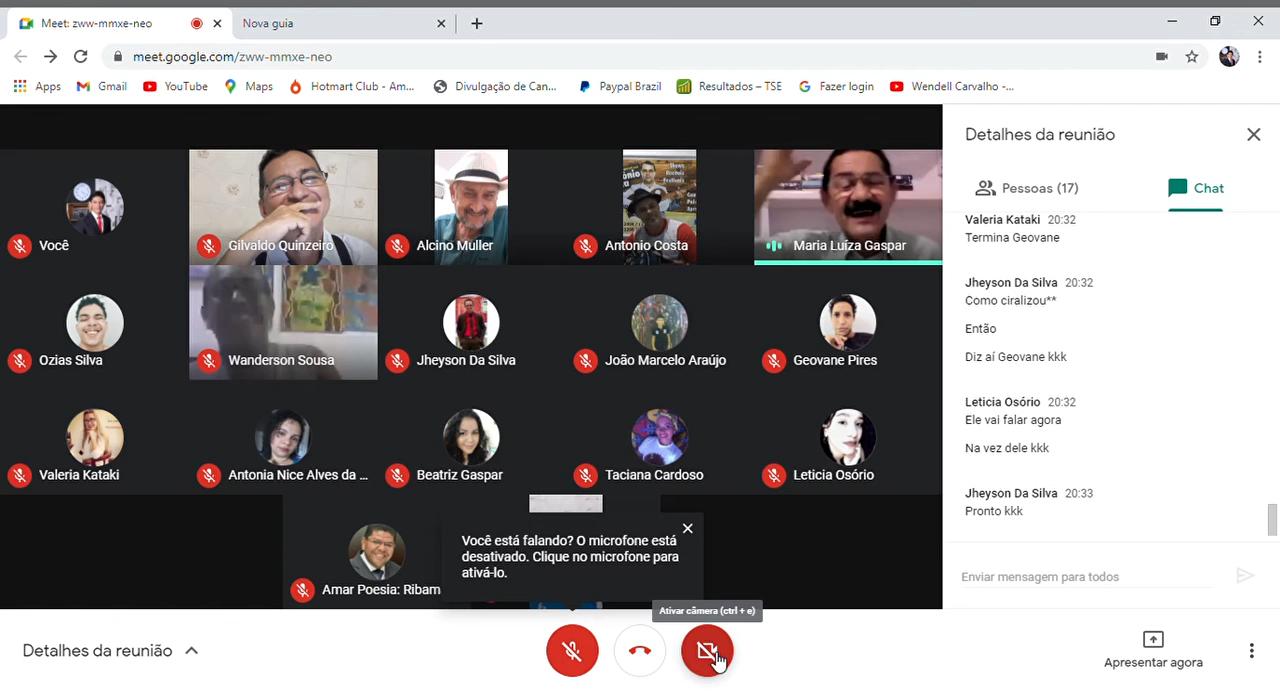 Meet: zww-mmxe-neo
Nova guia
meet.google.com/zww-mmxe-neo
Apps
Gmail
YouTube
Maps
Hotmart Club - Am...
Divulgação de Can...
Paypal Brazil
Resultados – TSE
Fazer login
Wendell Carvalho -...
Você
Gilvaldo Quinzeiro
Alcino Muller
Antonio Costa
Maria Luíza Gaspar
Ozias Silva
Wanderson Sousa
Jheyson Da Silva
João Marcelo Araújo
Geovane Pires
Valeria Kataki
Antonia Nice Alves da ...
Beatriz Gaspar
Taciana Cardoso
Leticia Osório
Amar Poesia: Ribam
Você está falando? O microfone está
desativado. Clique no microfone para
ativá-lo.
Ativar câmera (ctrl + e)
Detalhes da reunião
Pessoas (17)
Chat
Valeria Kataki 20:32
Termina Geovane
Jheyson Da Silva 20:32
Como ciralizou**
Então
Diz aí Geovane kkk
Leticia Osório 20:32
Ele vai falar agora
Na vez dele kkk
Jheyson Da Silva 20:33
Pronto kkk
Enviar mensagem para todos
Detalhes da reunião
Apresentar agora